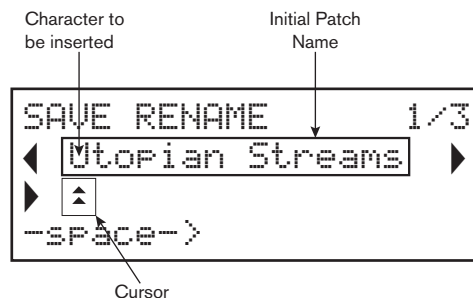 Character to
be inserted
Initial Patch
Name
SAVE RENAME 1/3
Utopian Streams
-space->
Cursor